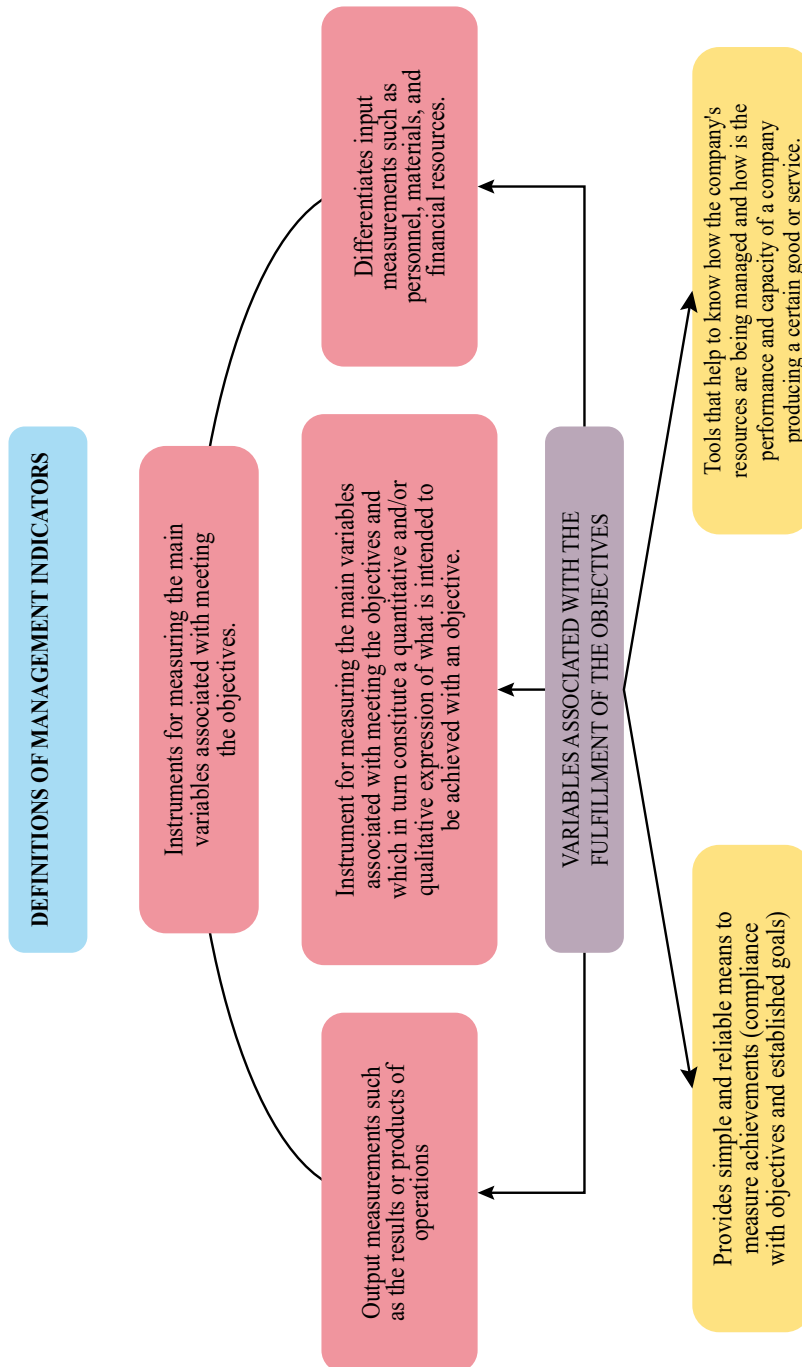 DEFINITIONS OF MANAGEMENT INDICATORS
Instruments for measuring the main
variables associated with meeting
the objectives.
Output measurements such
as the results or products of
operations
Instrument for measuring the main variables
associated with meeting the objectives and
which in turn constitute a quantitative and/or
qualitative expression of what is intended to
be achieved with an objective.
Differentiates input
measurements such as
personnel, materials, and
financial resources.
VARIABLES ASSOCIATED WITH THE
FULFILLMENT OF THE OBJECTIVES
Provides simple and reliable means to
measure achievements (compliance
with objectives and established goals)
Tools that help to know how the company's
resources are being managed and how is the
performance and capacity of a company
producing a certain good or service.